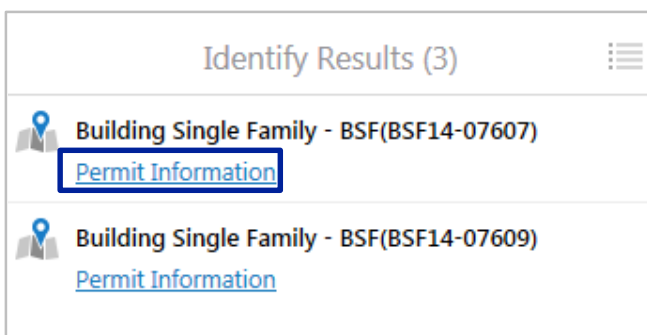 Identify Results (3)
Building Single Family - BSF(BSF14-07607)
Permit Information
Building Single Family - BSF(BSF14-07609)
Permit Information